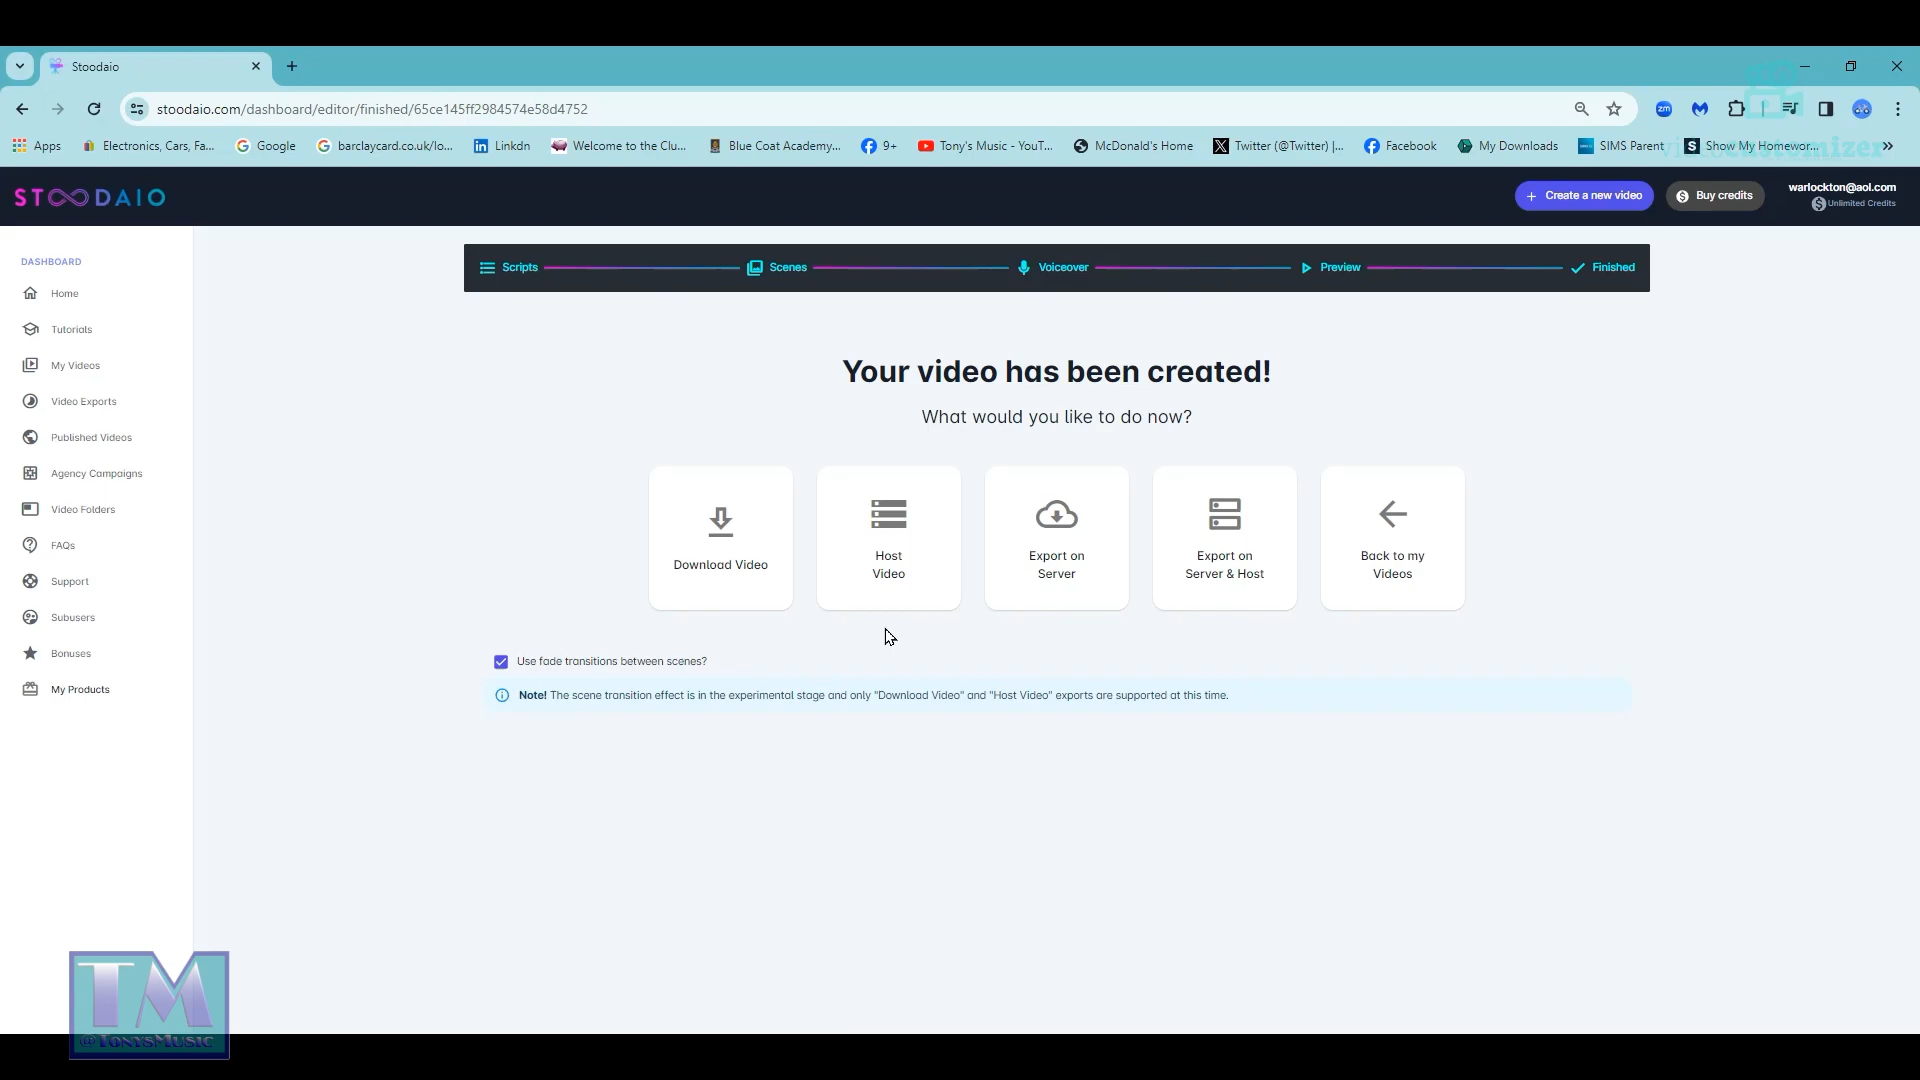 Stoodaio
stoodaio.com/dashboard/editor/finished/65ce145ff2984574e58d4752
zm
Apps
Electronics, Cars, Fa...
Google
barclaycard.co.uk/lo...
Linkdn
Welcome to the Clu...
Blue Coat Academy...
9+
Tony's Music - YouT...
McDonald's Home
Twitter (@Twitter) |...
Facebook
My Downloads
SIMS Parent
Show My Homewor...
STOODAIO
Create a new video
Buy credits
warlockton@aol.com
Unlimited Credits
DASHBOARD
Home
Tutorials
My Videos
Video Exports
Published Videos
Agency Campaigns
Video Folders
FAQs
Support
Subusers
Bonuses
My Products
Scripts
Scenes
Voiceover
Preview
Finished
Your video has been created!
What would you like to do now?
Download Video
Host
Video
Export on
Server
Export on
Server & Host
Back to my
Videos
Use fade transitions between scenes?
Note! The scene transition effect is in the experimental stage and only "Download Video" and "Host Video" exports are supported at this time.
TM
@TonysMusic